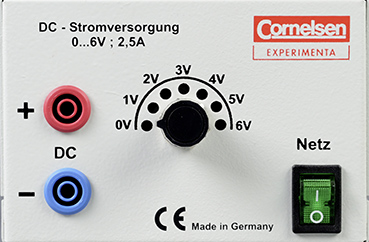 DC - Stromversorgung
0...6V ; 2,5A
Cornelsen
EXPERIMENTA
0V
1V
2V
3V
4V
5V
6V
+
DC
−
Netz
I
O
CE Made in Germany